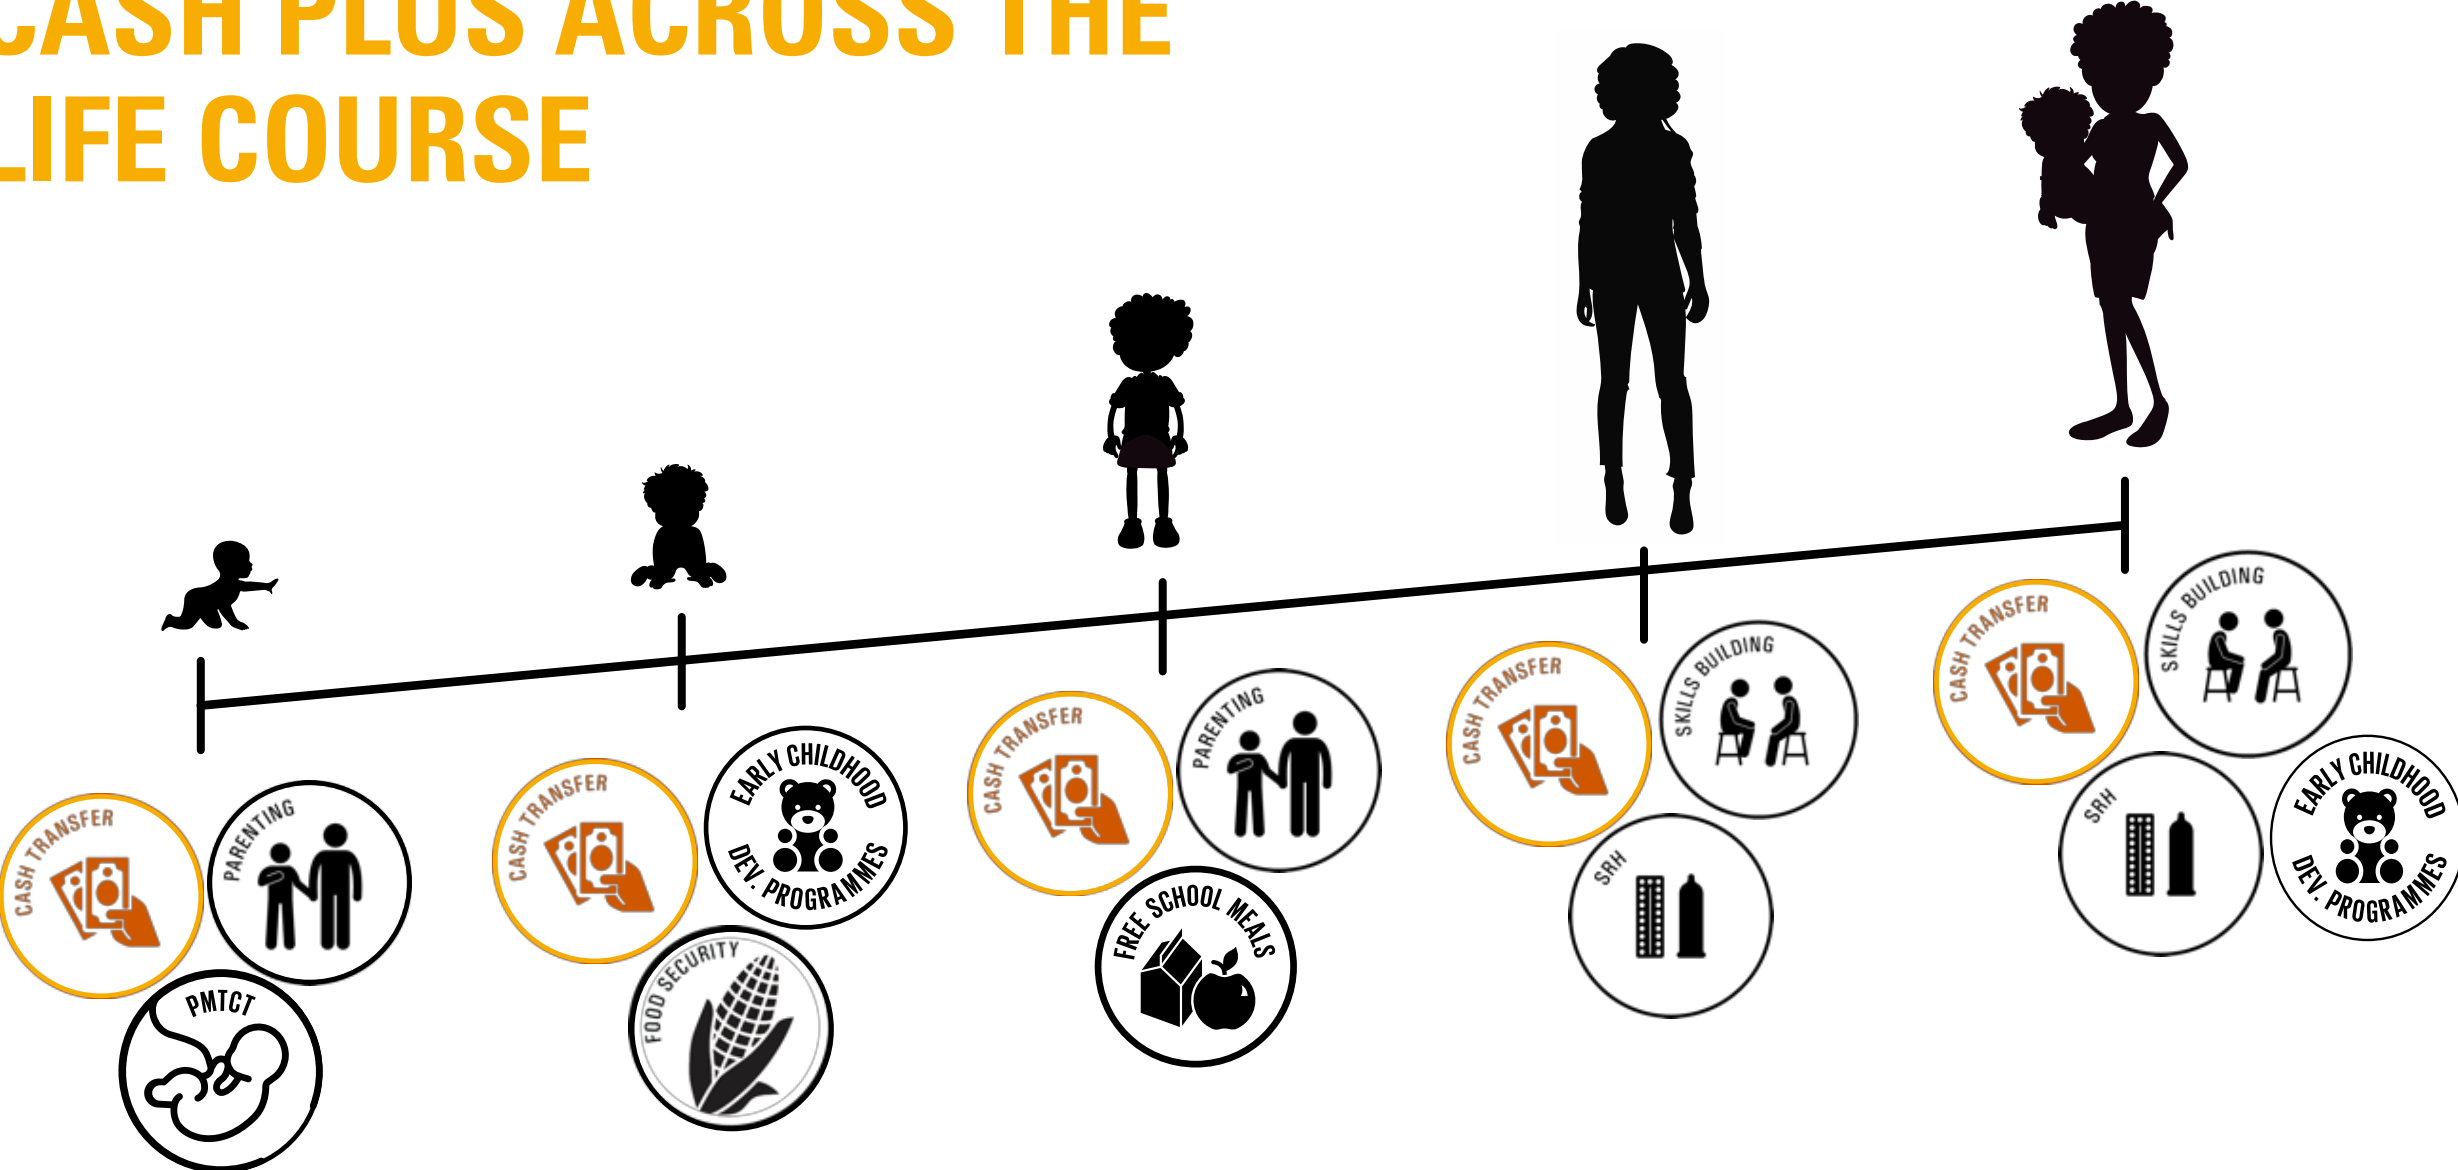 CASH PLUS ACROSS THE
LIFE COURSE
CASH TRANSFER
PARENTING
PMTCT
CASH TRANSFER
EARLY CHILDHOOD
DEV. PROGRAMMES
FOOD SECURITY
CASH TRANSFER
PARENTING
FREE SCHOOL MEALS
CASH TRANSFER
SKILLS BUILDING
SRH
CASH TRANSFER
SKILLS BUILDING
SRH
EARLY CHILDHOOD
DEV. PROGRAMMES